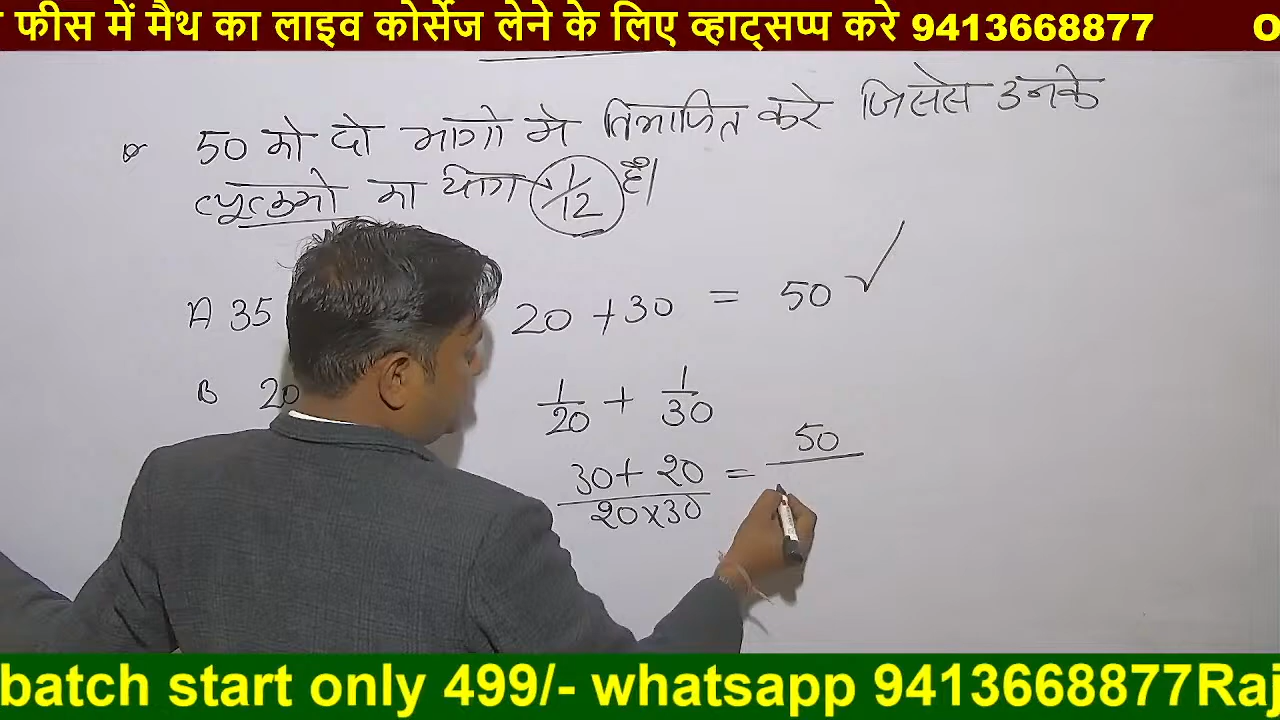 फीस में मैथ का लाइव कोर्सेज लेने के लिए व्हाट्सप्प करे 9413668877 O
50 को दो भागो मे विभाजित करे जिससे उनके
व्युत्क्रमो का योग 1/12 है।
A 35
20 + 30 = 50 ✓
B 20
1/20 + 1/30
30 + 20 / 20 x 30 = 50
batch start only 499/- whatsapp 9413668877Raj